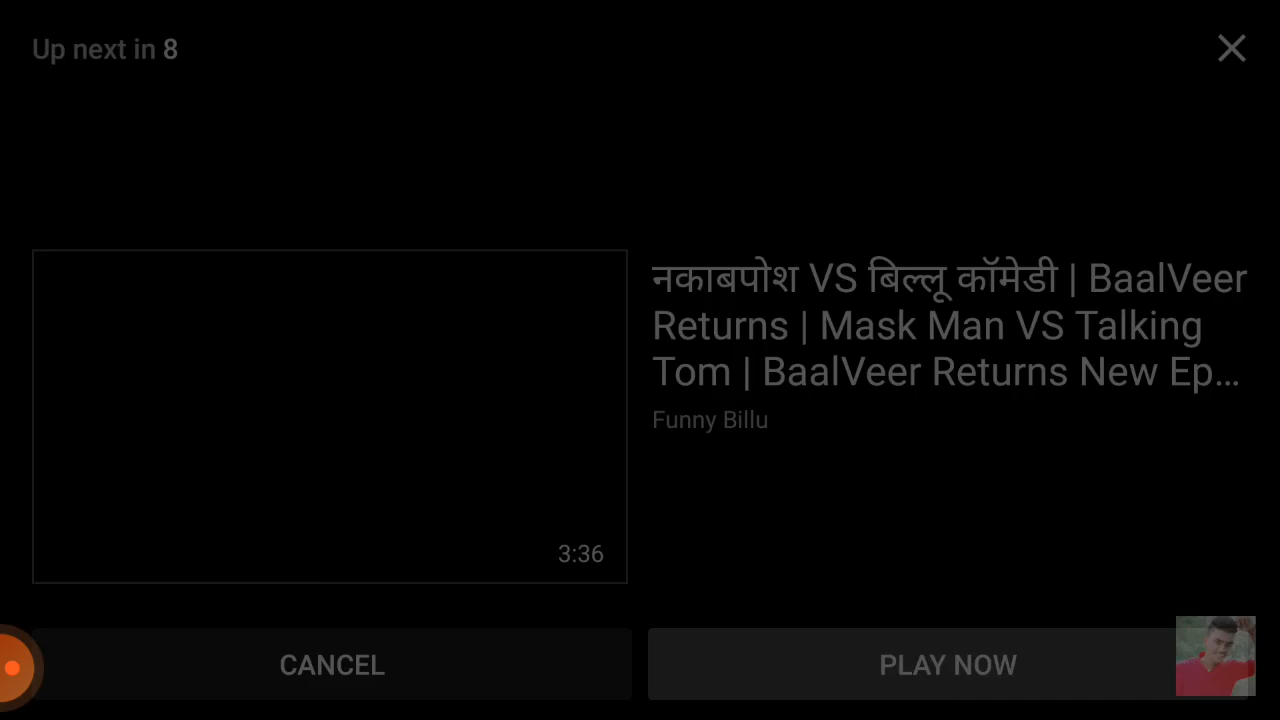 Up next in 8
नकाबपोश VS बिल्लू कॉमेडी | BaalVeer
Returns | Mask Man VS Talking
Tom | BaalVeer Returns New Ep...
Funny Billu
3:36
CANCEL
PLAY NOW